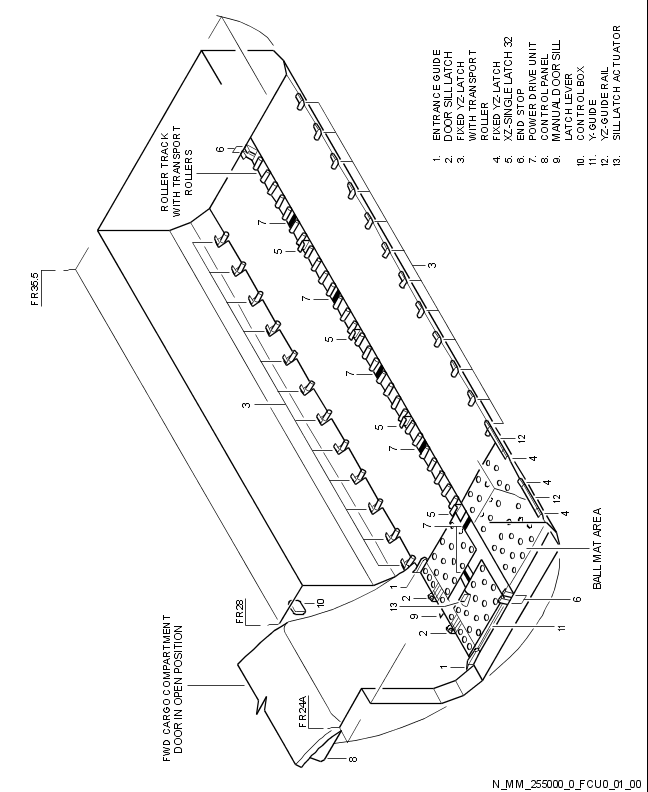 1. ENTRANCE GUIDE
2. DOOR SILL LATCH
3. FIXED YZ-LATCH
WITH TRANSPORT
ROLLER
4. FIXED YZ-LATCH
5. XZ-SINGLE LATCH 32
6. END STOP
7. POWER DRIVE UNIT
8. CONTROL PANEL
9. MANUAL DOOR SILL
LATCH LEVER
10. CONTROL BOX
11. Y-GUIDE
12. YZ-GUIDE RAIL
13. SILL LATCH ACTUATOR
ROLLER TRACK
WITH TRANSPORT
ROLLERS
6
7
5
FR35.5
3
7
5
7
3
5
7
12
4
4
12
4
5
7
BALL MAT AREA
1
2
13
9
2
10
FR28
6
11
1
FWD CARGO COMPARTMENT
DOOR IN OPEN POSITION
FR24A
8
N_MM_255000_0_FCU0_01_00